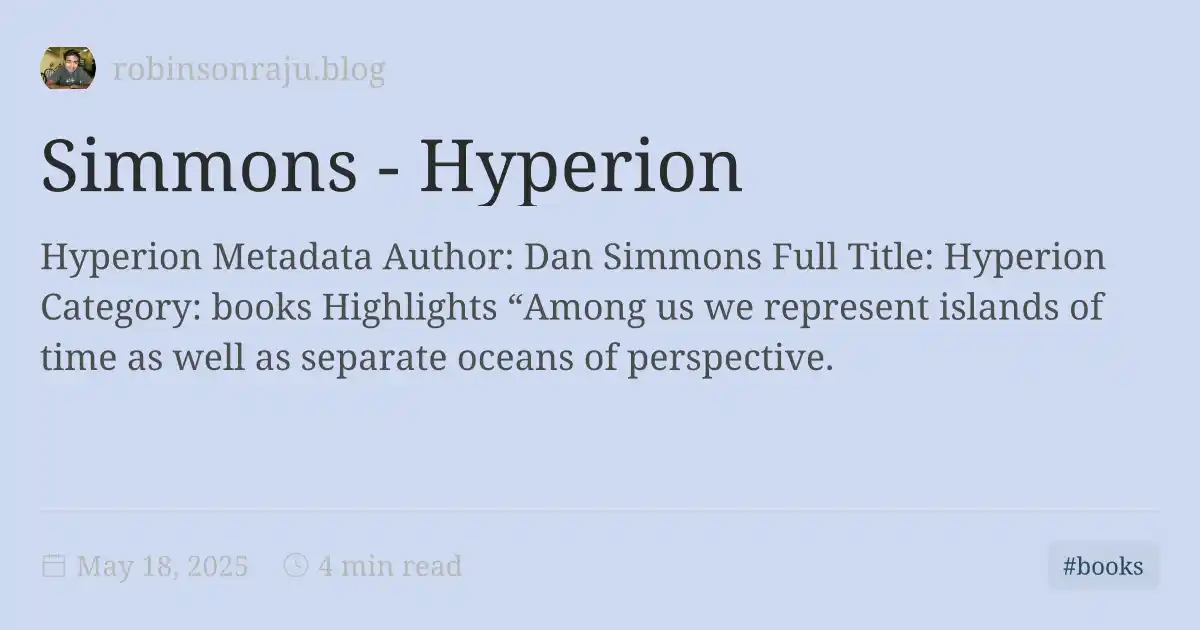 robinsonraju.blog
Simmons - Hyperion
Hyperion Metadata Author: Dan Simmons Full Title: Hyperion
Category: books Highlights “Among us we represent islands of
time as well as separate oceans of perspective.
May 18, 2025 4 min read #books